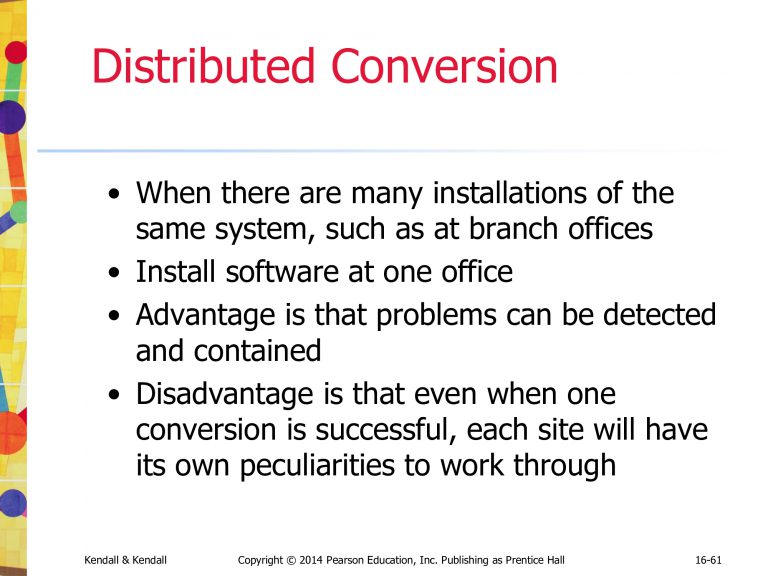 Distributed Conversion
• When there are many installations of the
same system, such as at branch offices
• Install software at one office
• Advantage is that problems can be detected
and contained
• Disadvantage is that even when one
conversion is successful, each site will have
its own peculiarities to work through
Kendall & Kendall Copyright © 2014 Pearson Education, Inc. Publishing as Prentice Hall 16-61